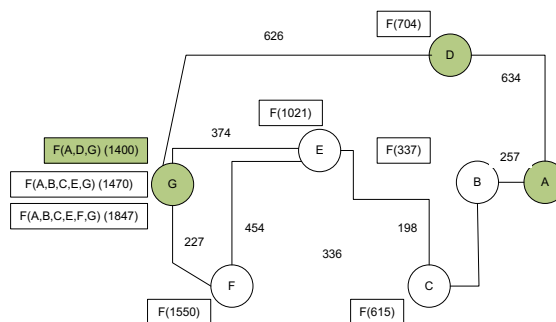 626
F(704)
D
634
F(1021)
F(A,D,G) (1400)
374
E
F(337)
257
F(A,B,C,E,G) (1470)
G
B
A
F(A,B,C,E,F,G) (1847)
227
454
336
198
F
C
F(1550)
F(615)